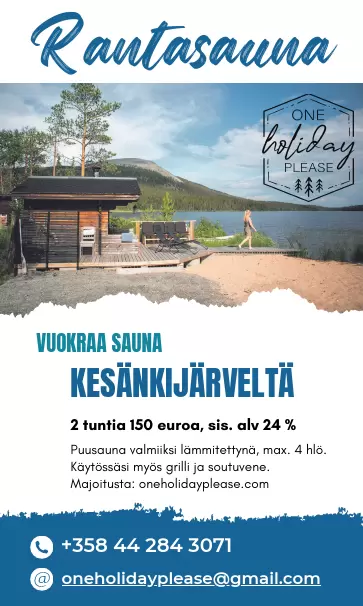 Rantasauna
ONE
holiday
PLEASE
VUOKRAA SAUNA
KESÄNKIJÄRVELTÄ
2 tuntia 150 euroa, sis. alv 24 %
Puusauna valmiiksi lämmitettynä, max. 4 hlö.
Käytössäsi myös grilli ja soutuvene.
Majoitusta: oneholidayplease.com
+358 44 284 3071
@ oneholidayplease@gmail.com